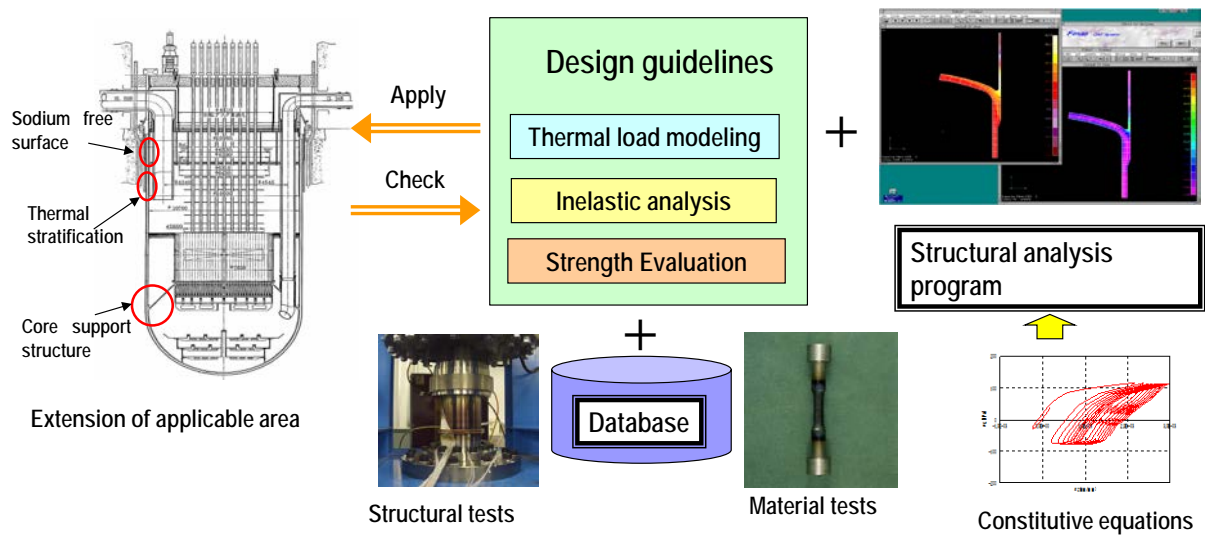 Design guidelines
Thermal load modeling
Inelastic analysis
Strength Evaluation
Apply
Check
+
Sodium free
surface
Thermal
stratification
Core support
structure
Extension of applicable area
+
Database
Structural tests
Material tests
Structural analysis
program
Constitutive equations